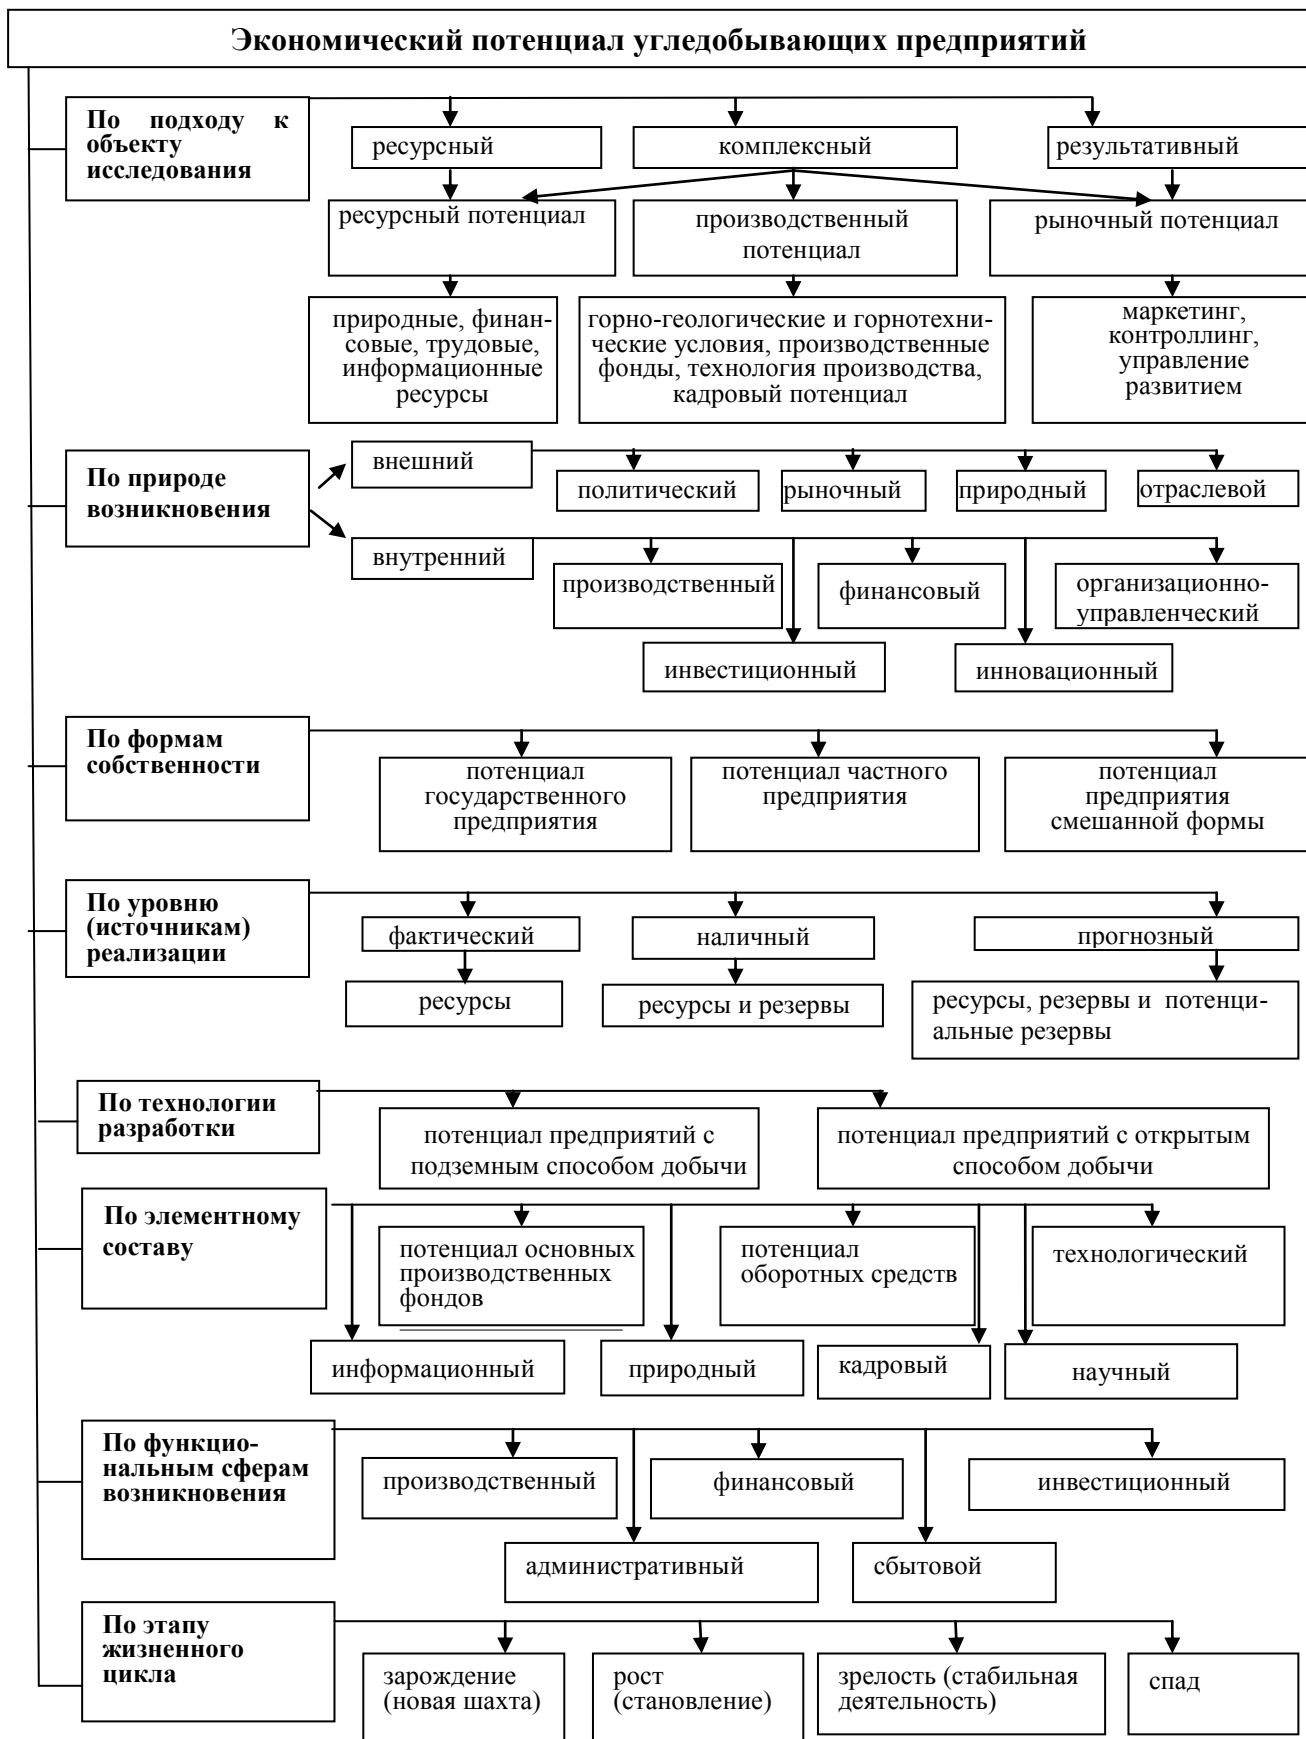 Экономический потенциал угледобывающих предприятий
По подходу к
объекту
исследования
ресурсный
комплексный
результативный
ресурсный потенциал
производственный
потенциал
рыночный потенциал
природные, финан-
совые, трудовые,
информационные
ресурсы
горно-геологические и горнотехни-
ческие условия, производственные
фонды, технология производства,
кадровый потенциал
маркетинг,
контроллинг,
управление
развитием
По природе
возникновения
внешний
политический
рыночный
природный
отраслевой
внутренний
производственный
финансовый
организационно-
управленческий
инвестиционный
инновационный
По формам
собственности
потенциал
государственного
предприятия
потенциал частного
предприятия
потенциал
предприятия
смешанной формы
По уровню
(источникам)
реализации
фактический
наличный
прогнозный
ресурсы
ресурсы и резервы
ресурсы, резервы и потенци-
альные резервы
По технологии
разработки
потенциал предприятий с
подземным способом добычи
потенциал предприятий с открытым
способом добычи
По элементному
составу
потенциал основных
производственных
фондов
потенциал
оборотных средств
технологический
информационный
природный
кадровый
научный
По функцио-
нальным сферам
возникновения
производственный
финансовый
инвестиционный
административный
сбытовой
По этапу
жизненного
цикла
зарождение
(новая шахта)
рост
(становление)
зрелость (стабильная
деятельность)
спад